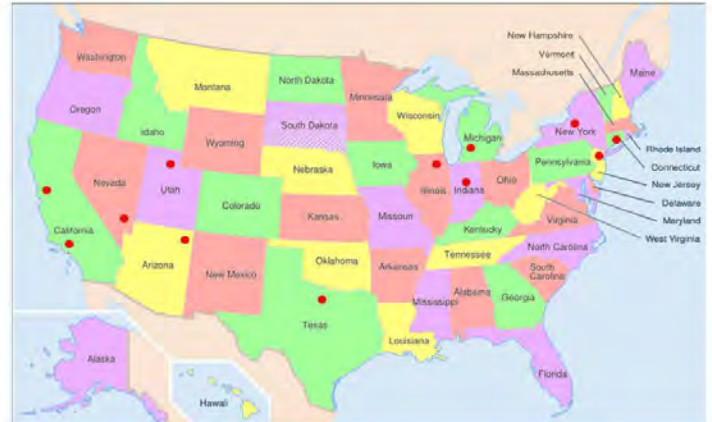 New Hampshire
Vermont
Massachusetts
Washington
Montana
North Dakota
Minnesota
Maine
Oregon
Idaho
Wisconsin
South Dakota
Michigan
New York
Wyoming
Rhode Island
Connecticut
Iowa
Pennsylvania
Nebraska
New Jersey
Nevada
Utah
Illinois
Indiana
Ohio
Delaware
Colorado
Maryland
California
Kansas
Missouri
Virginia
Kentucky
West Virginia
North Carolina
Tennessee
Arizona
Oklahoma
New Mexico
Arkansas
South
Carolina
Alabama
Georgia
Mississippi
Texas
Louisiana
Alaska
Florida
Hawaii